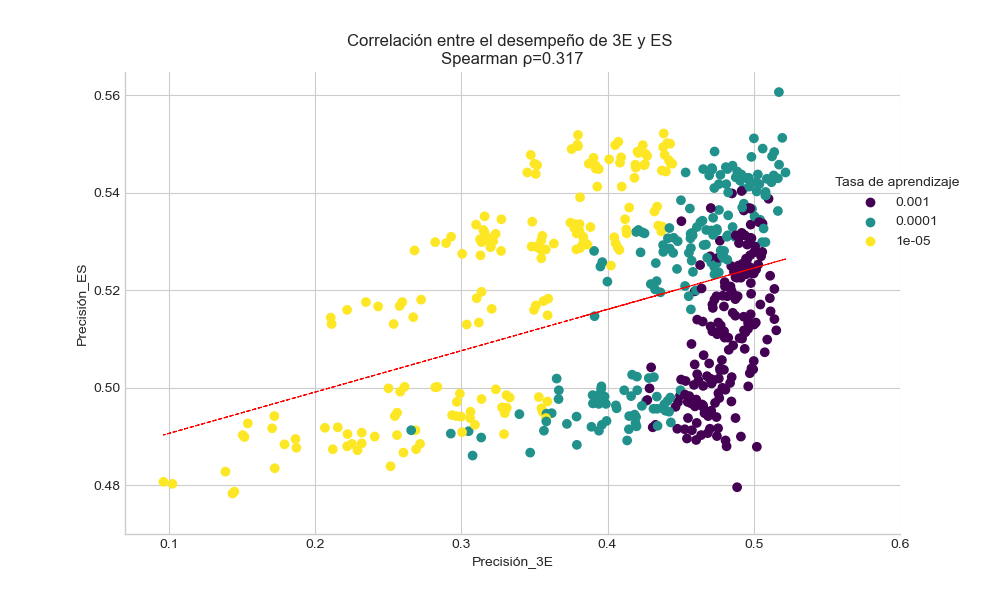 Correlación entre el desempeño de 3E y ES
Spearman ρ=0.317
0.56
0.54
0.52
0.50
0.48
Precisión_ES
Tasa de aprendizaje
0.001
0.0001
1e-05
0.1
0.2
0.3
0.4
0.5
0.6
Precisión_3E